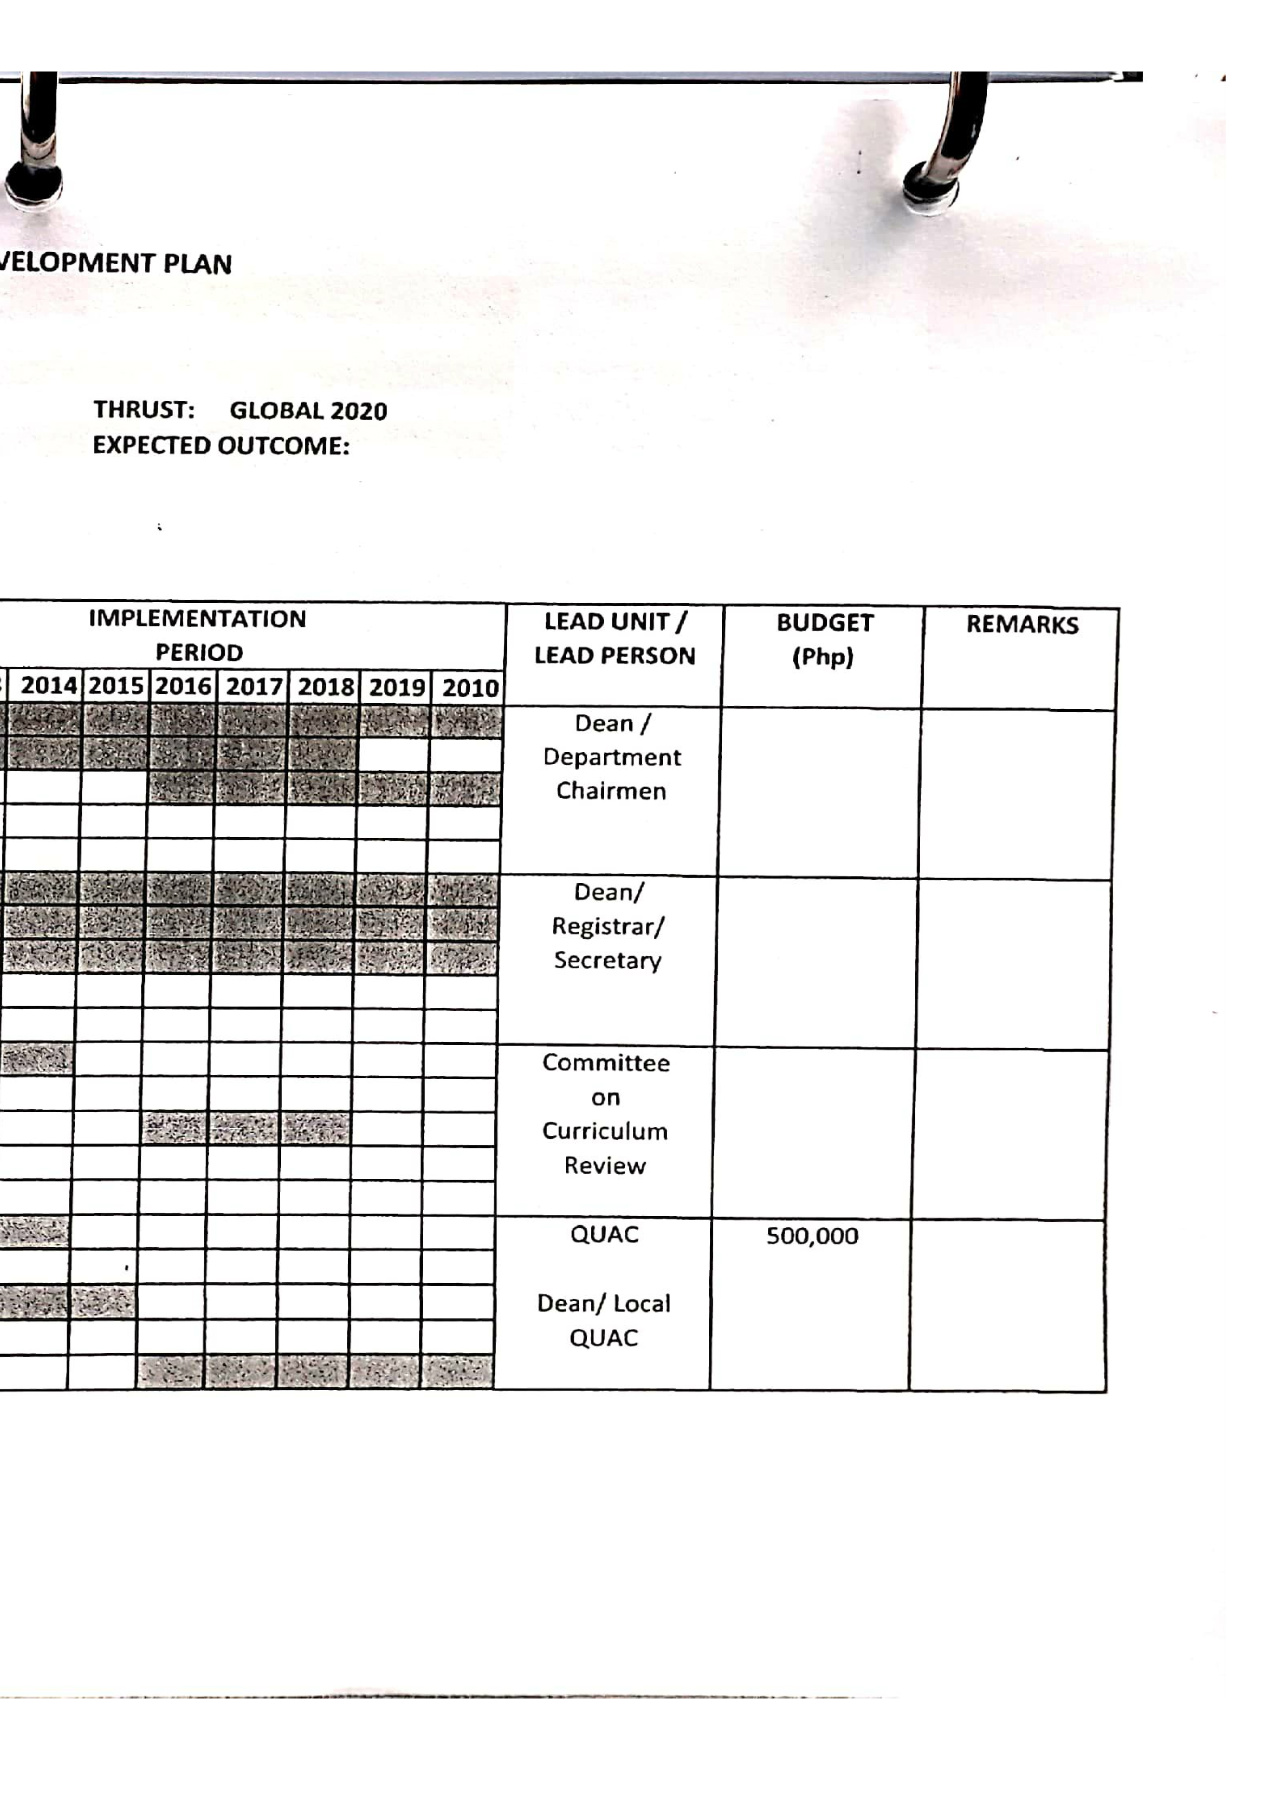 VELOPMENT PLAN
THRUST: GLOBAL 2020
EXPECTED OUTCOME:
IMPLEMENTATION
PERIOD
LEAD UNIT /
LEAD PERSON
BUDGET
(Php)
REMARKS
2014 2015 2016 2017 2018 2019 2010
Dean /
Department
Chairmen
Dean/
Registrar/
Secretary
Committee
on
Curriculum
Review
QUAC 500,000
Dean/ Local
QUAC